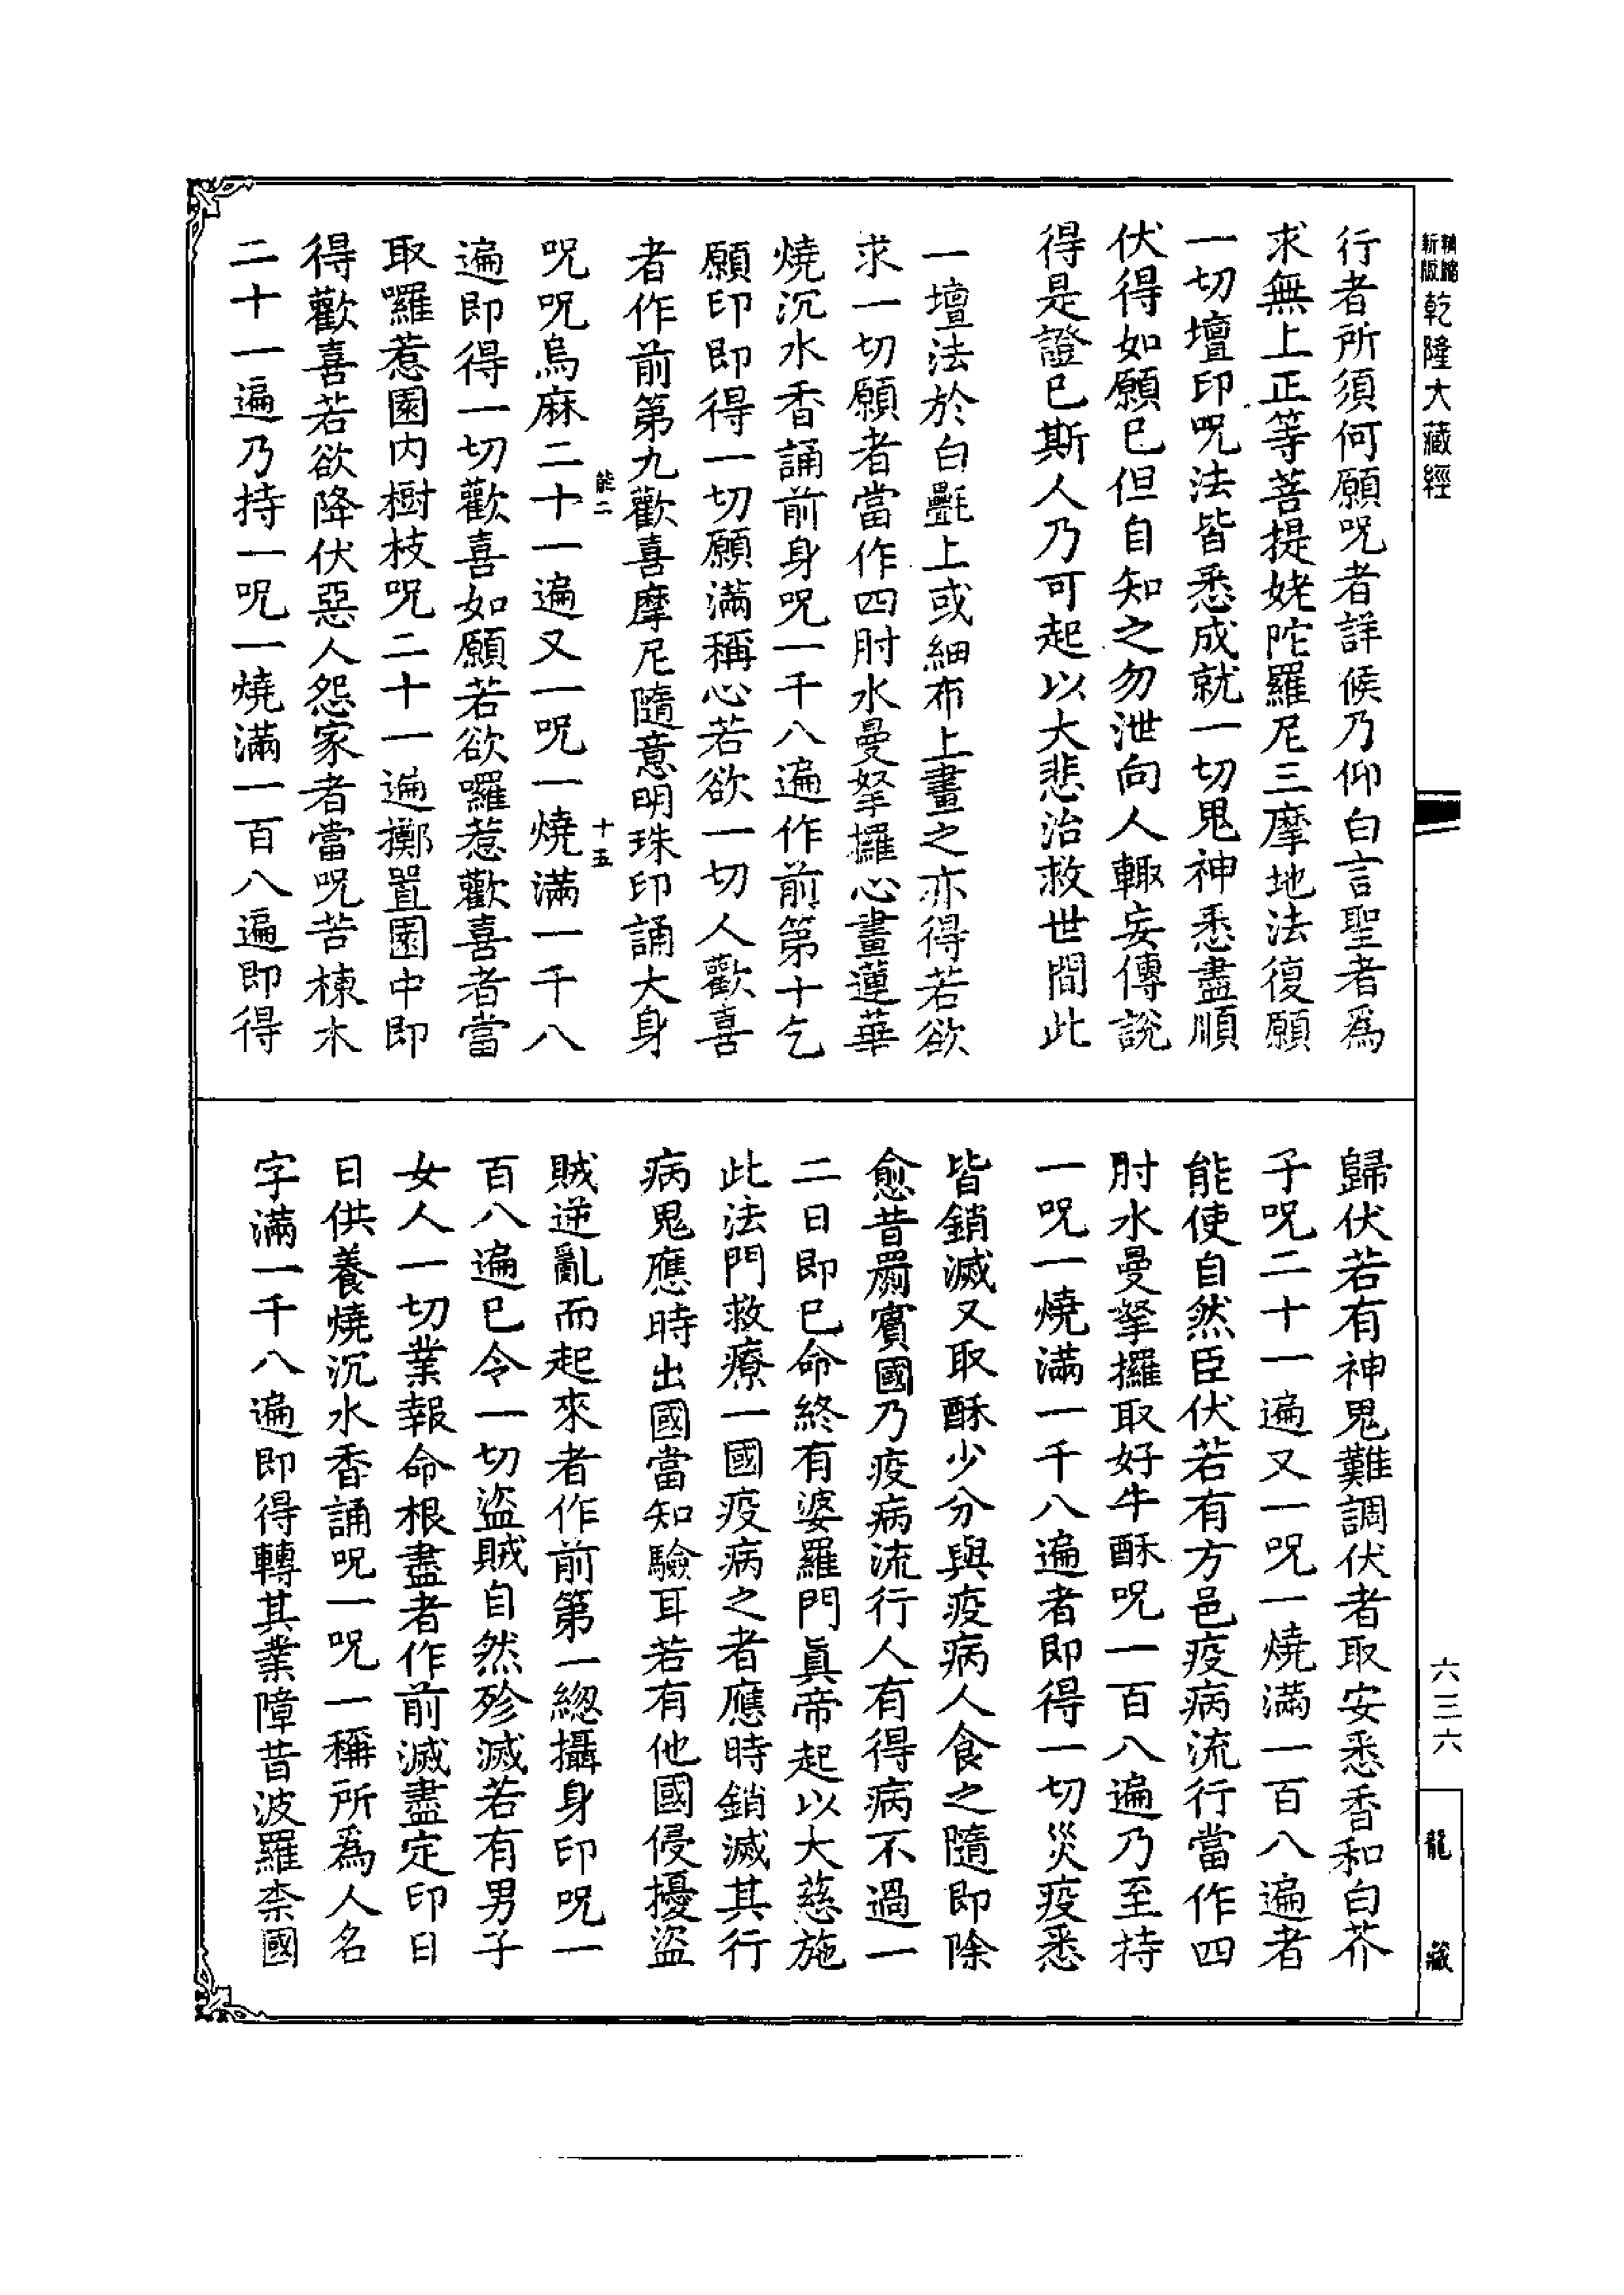 精縮
新版
乾隆大藏經
行者所須何願呪者詳候乃仰白言聖者爲
求無上正等菩提姥陀羅尼三摩地法復願
一切壇印呪法皆悉成就一切鬼神悉盡順
伏得如願已但自知之勿泄向人輙妄傳說
得是證已斯人乃可起以大悲治救世間此
一壇法於白㲲上或細布上畫之亦得若欲
求一切願者當作四肘水曼拏攞心畫蓮華
燒沉水香誦前身呪一千八遍作前第十乞
願印即得一切願滿稱心若欲一切人歡喜
者作前第九歡喜摩尼隨意明珠印誦大身
能二
十五
呪呪烏麻二十一遍又一呪一燒滿一千八
遍即得一切歡喜如願若欲囉惹歡喜者當
取囉惹園内樹枝呪二十一遍擲置園中即
得歡喜若欲降伏惡人怨家者當呪苦楝木
二十一遍乃持一呪一燒滿一百八遍即得
歸伏若有神鬼難調伏者取安悉香和白芥
子呪二十一遍又一呪一燒滿一百八遍者
能使自然臣伏若有方邑疫病流行當作四
肘水曼拏攞取好牛酥呪一百八遍乃至持
一呪一燒滿一千八遍者即得一切災疫悉
皆銷滅又取酥少分與疫病人食之隨即除
愈昔罽賓國乃疫病流行人有得病不過一
二日即已命終有婆羅門眞帝起以大慈施
此法門救療一國疫病之者應時銷滅其行
病鬼應時出國當知驗耳若有他國侵擾盜
賊逆亂而起來者作前第一緫攝身印呪一
百八遍已令一切盜賊自然殄滅若有男子
女人一切業報命根盡者作前滅盡定印日
日供養燒沉水香誦呪一呪一稱所爲人名
字滿一千八遍即得轉其業障昔波羅柰國
六三六
龍藏